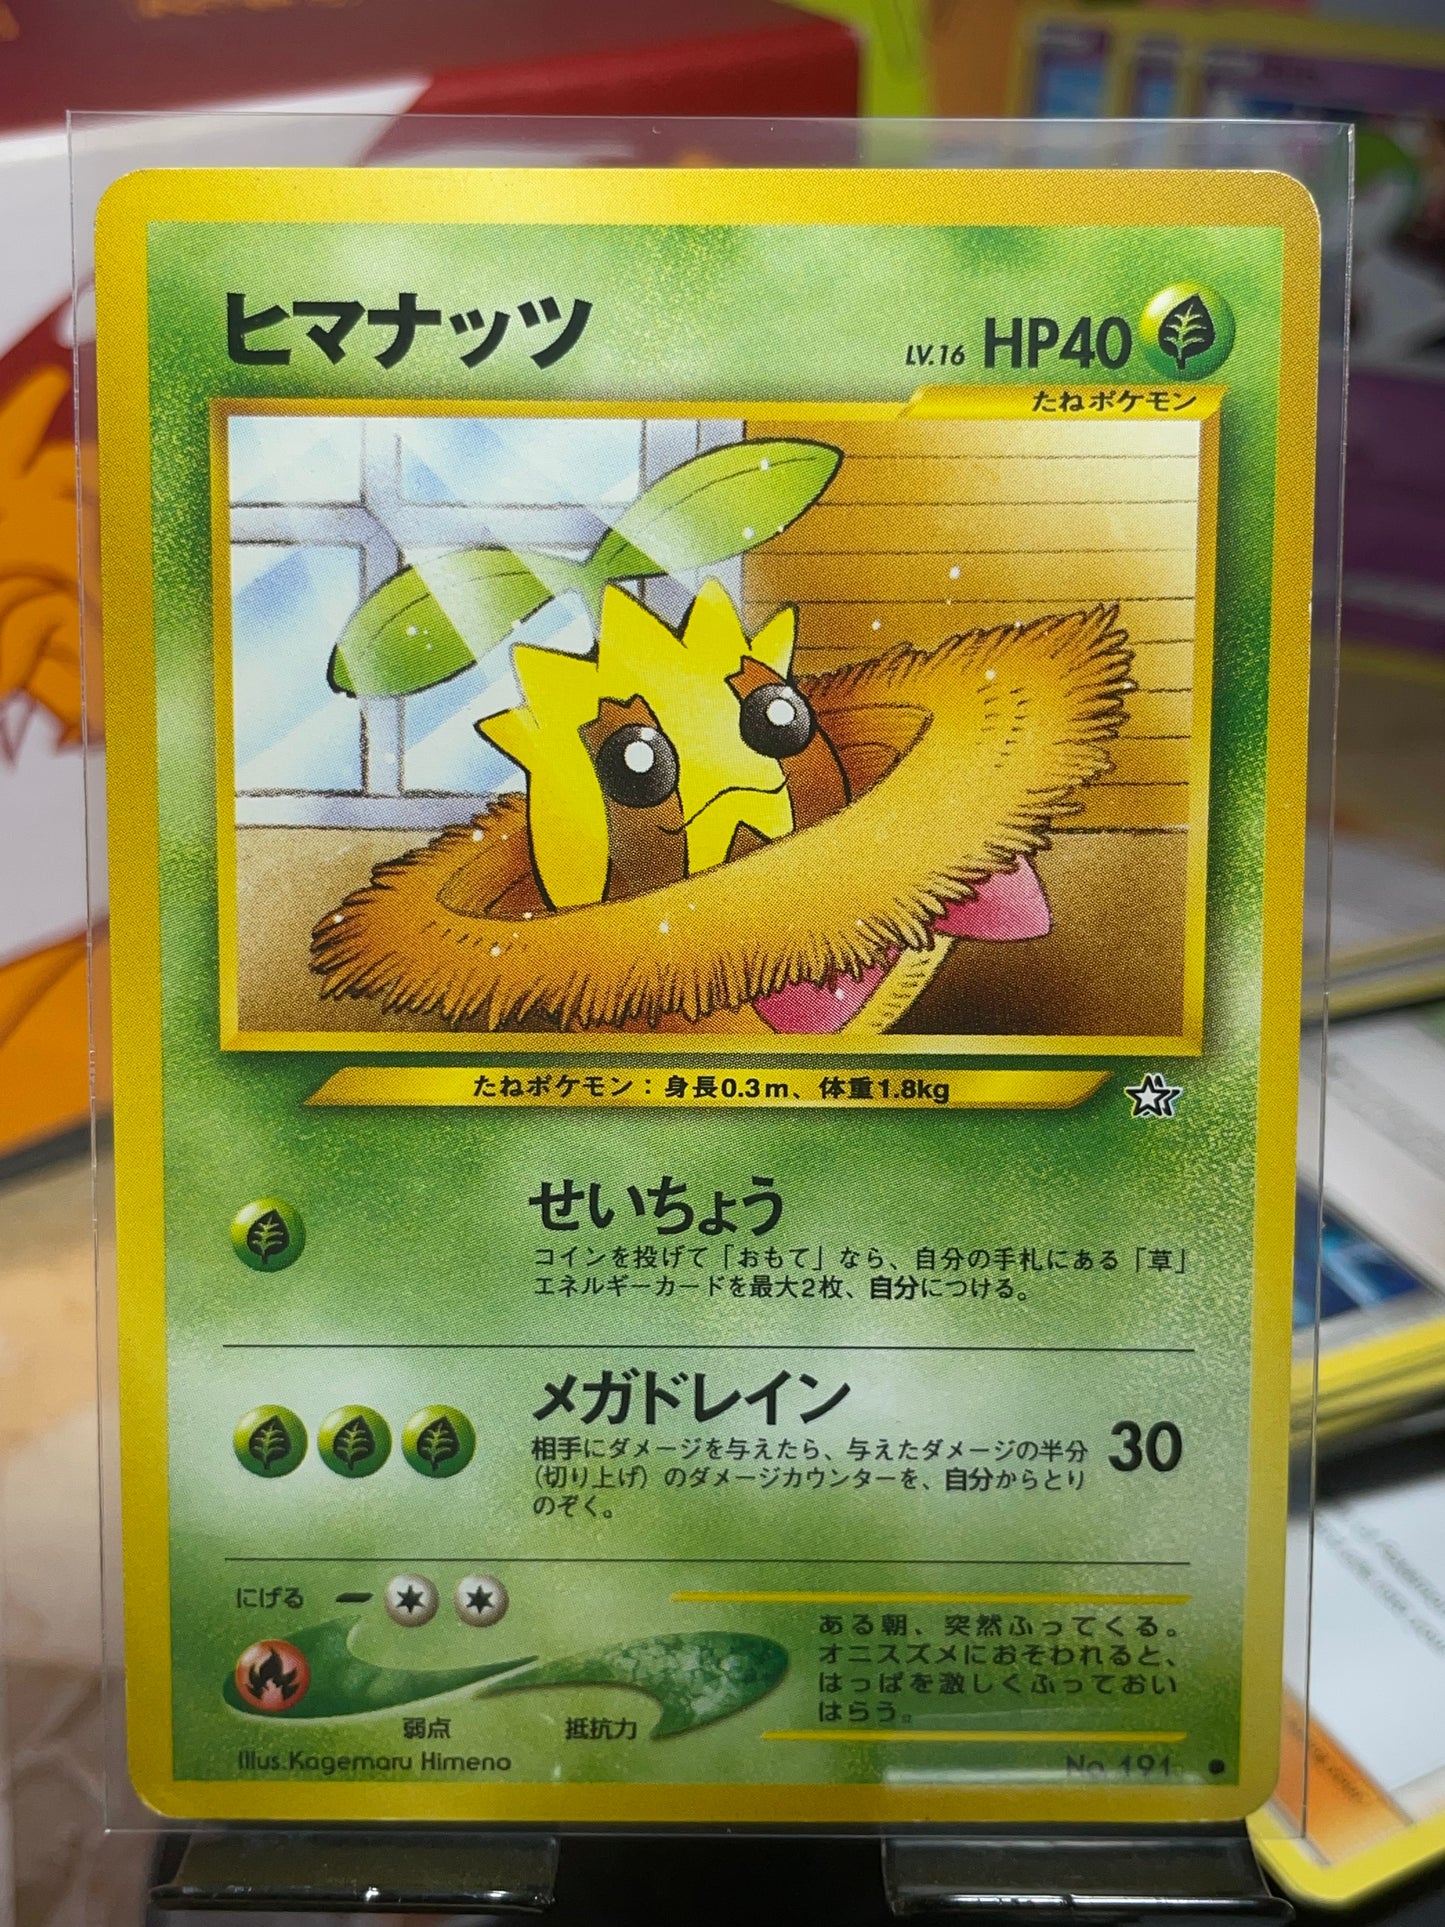 ヒマナッツ
LV.16 HP40
たねポケモン
たねポケモン：身長0.3m、体重1.8kg
せいちょう
コインを投げて「おもて」なら、自分の手札にある「草」
エネルギーカードを最大2枚、自分につける。
メガドレイン
相手にダメージを与えたら、与えたダメージの半分
（切り上げ）のダメージカウンターを、自分からとり
のぞく。
30
にげる
弱点
抵抗力
ある朝、突然ふってくる。
オニスズメにおそわれると、
はっぱを激しくふっておい
はらう。
Illus.Kagemaru Himeno
No.191